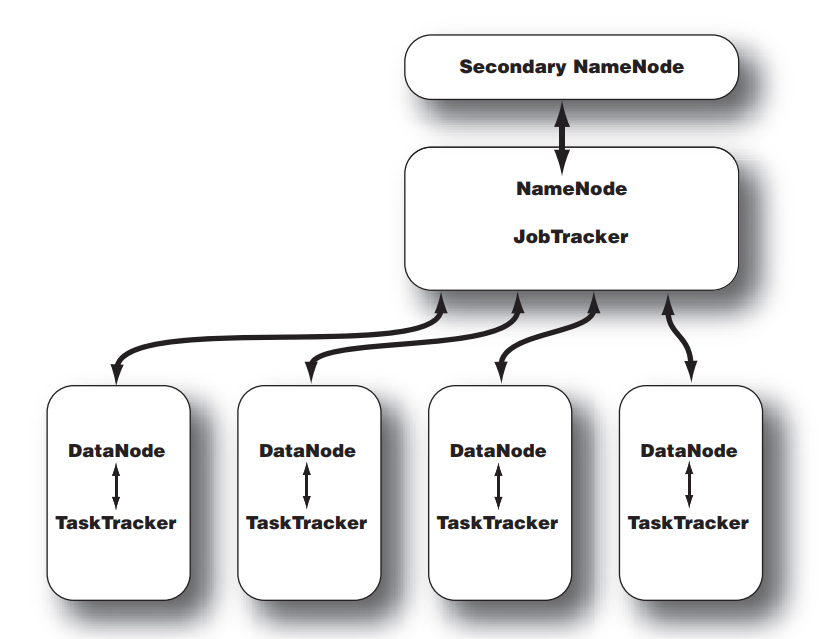 Secondary NameNode
NameNode
JobTracker
DataNode
TaskTracker
DataNode
TaskTracker
DataNode
TaskTracker
DataNode
TaskTracker